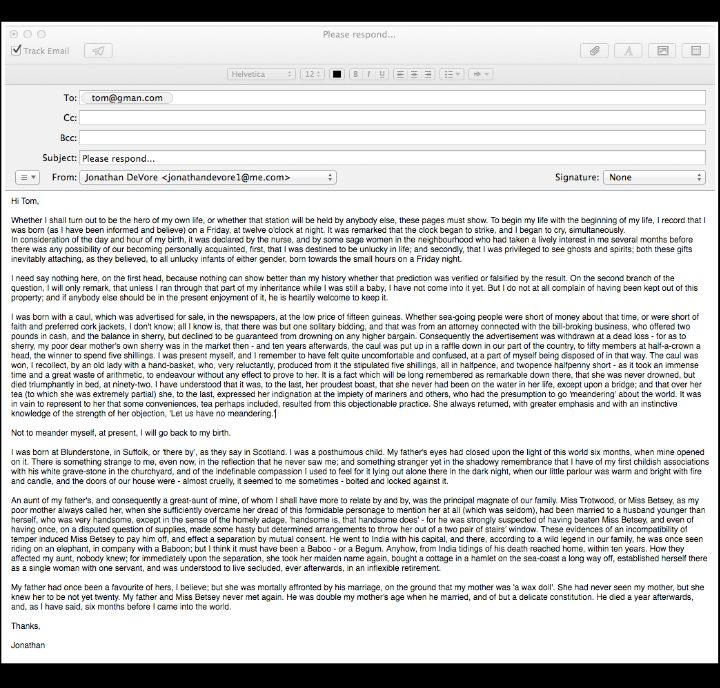 Please respond...
Track Email
Helvetica 12 B I U
To: tom@gman.com
Cc:
Bcc:
Subject: Please respond...
From: Jonathan DeVore <jonathandevore1@me.com> Signature: None
Hi Tom,
Whether I shall turn out to be the hero of my own life, or whether that station will be held by anybody else, these pages must show. To begin my life with the beginning of my life, I record that I
was born (as I have been informed and believe) on a Friday, at twelve o'clock at night. It was remarked that the clock began to strike, and I began to cry, simultaneously.
In consideration of the day and hour of my birth, it was declared by the nurse, and by some sage women in the neighbourhood who had taken a lively interest in me several months before
there was any possibility of our becoming personally acquainted, first, that I was destined to be unlucky in life; and secondly, that I was privileged to see ghosts and spirits; both these gifts
inevitably attaching, as they believed, to all unlucky infants of either gender, born towards the small hours on a Friday night.
I need say nothing here, on the first head, because nothing can show better than my history whether that prediction was verified or falsified by the result. On the second branch of the
question, I will only remark, that unless I ran through that part of my inheritance while I was still a baby, I have not come into it yet. But I do not at all complain of having been kept out of this
property; and if anybody else should be in the present enjoyment of it, he is heartily welcome to keep it.
I was born with a caul, which was advertised for sale, in the newspapers, at the low price of fifteen guineas. Whether sea-going people were short of money about that time, or were short of
faith and preferred cork jackets, I don't know; all I know is, that there was but one solitary bidding, and that was from an attorney connected with the bill-broking business, who offered two
pounds in cash, and the balance in sherry, but declined to be guaranteed from drowning on any higher bargain. Consequently the advertisement was withdrawn at a dead loss - for as to
sherry, my poor dear mother's own sherry was in the market then - and ten years afterwards, the caul was put up in a raffle down in our part of the country, to fifty members at half-a-crown a
head, the winner to spend five shillings. I was present myself, and I remember to have felt quite uncomfortable and confused, at a part of myself being disposed of in that way. The caul was
won, I recollect, by an old lady with a hand-basket, who, very reluctantly, produced from it the stipulated five shillings, all in halfpence, and twopence halfpenny short - as it took an immense
time and a great waste of arithmetic, to endeavour without any effect to prove to her. It is a fact which will be long remembered as remarkable down there, that she was never drowned, but
died triumphantly in bed, at ninety-two. I have understood that it was, to the last, her proudest boast, that she never had been on the water in her life, except upon a bridge; and that over her
tea (to which she was extremely partial) she, to the last, expressed her indignation at the impiety of mariners and others, who had the presumption to go 'meandering' about the world. It was
in vain to represent to her that some conveniences, tea perhaps included, resulted from this objectionable practice. She always returned, with greater emphasis and with an instinctive
knowledge of the strength of her objection, 'Let us have no meandering.'
Not to meander myself, at present, I will go back to my birth.
I was born at Blunderstone, in Suffolk, or 'there by', as they say in Scotland. I was a posthumous child. My father's eyes had closed upon the light of this world six months, when mine opened
on it. There is something strange to me, even now, in the reflection that he never saw me; and something stranger yet in the shadowy remembrance that I have of my first childish associations
with his white grave-stone in the churchyard, and of the indefinable compassion I used to feel for it lying out alone there in the dark night, when our little parlour was warm and bright with fire
and candle, and the doors of our house were - almost cruelly, it seemed to me sometimes - bolted and locked against it.
An aunt of my father's, and consequently a great-aunt of mine, of whom I shall have more to relate by and by, was the principal magnate of our family. Miss Trotwood, or Miss Betsey, as my
poor mother always called her, when she sufficiently overcame her dread of this formidable personage to mention her at all (which was seldom), had been married to a husband younger than
herself, who was very handsome, except in the sense of the homely adage, 'handsome is, that handsome does' - for he was strongly suspected of having beaten Miss Betsey, and even of
having once, on a disputed question of supplies, made some hasty but determined arrangements to throw her out of a two pair of stairs' window. These evidences of an incompatibility of
temper induced Miss Betsey to pay him off, and effect a separation by mutual consent. He went to India with his capital, and there, according to a wild legend in our family, he was once seen
riding on an elephant, in company with a Baboon; but I think it must have been a Baboo - or a Begum. Anyhow, from India tidings of his death reached home, within ten years. How they
affected my aunt, nobody knew; for immediately upon the separation, she took her maiden name again, bought a cottage in a hamlet on the sea-coast a long way off, established herself there
as a single woman with one servant, and was understood to live secluded, ever afterwards, in an inflexible retirement.
My father had once been a favourite of hers, I believe; but she was mortally affronted by his marriage, on the ground that my mother was 'a wax doll'. She had never seen my mother, but she
knew her to be not yet twenty. My father and Miss Betsey never met again. He was double my mother's age when he married, and of but a delicate constitution. He died a year afterwards,
and, as I have said, six months before I came into the world.
Thanks,
Jonathan